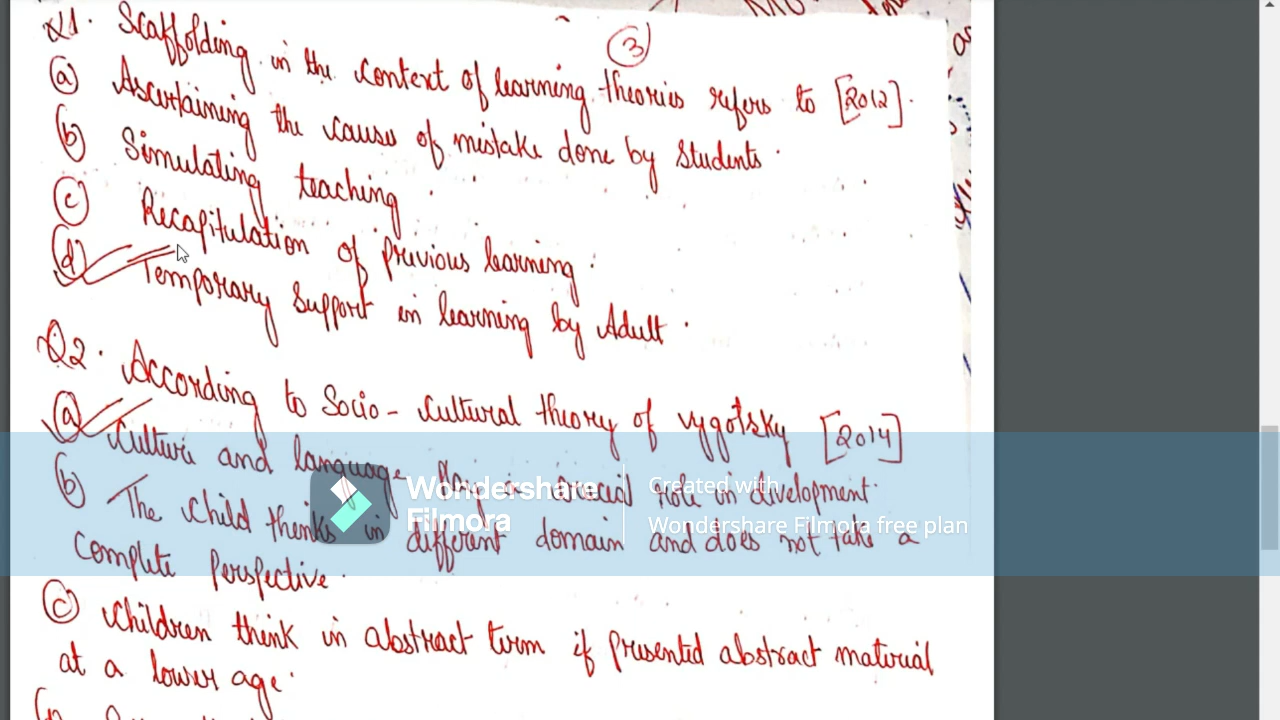 3
Q1. Scaffolding in the context of learning theories refers to [2012].
(a) Ascertaining the cause of mistake done by students.
(b) Simulating teaching
(c) Recapitulation of previous learning.
(d) Temporary Support in learning by Adult.
Q2. According to Socio-cultural theory of vygotsky [2014]
(a) Culture and language play a crucial role in development.
(b) The child thinks in different domain and does not take a
complete perspective.
(c) Children think in abstract term if presented abstract material
at a lower age.
Wondershare
Filmora
Created with
Wondershare Filmora free plan